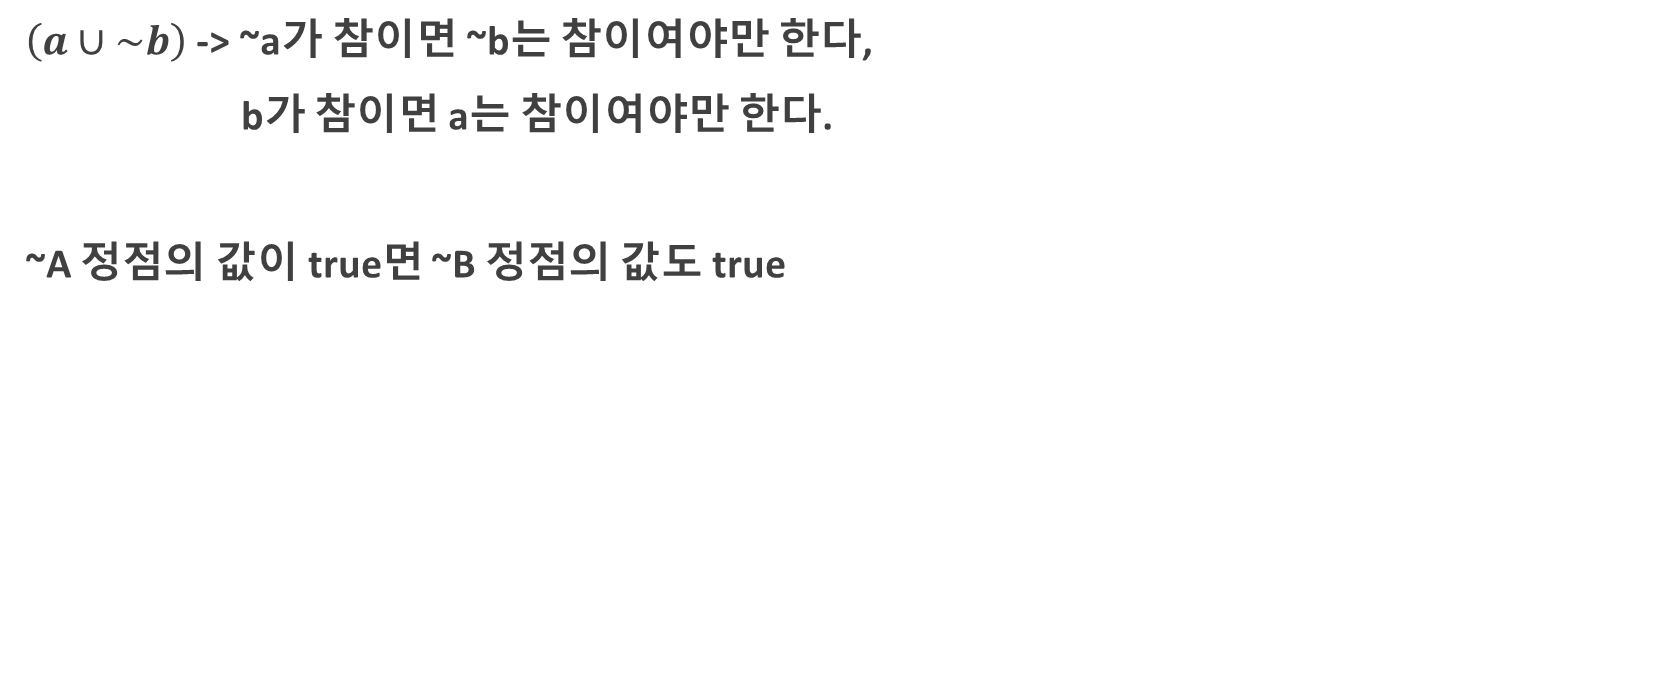 (a ∪ ~b) -> ~a가 참이면 ~b는 참이여야만 한다,
b가 참이면 a는 참이여야만 한다.
~A 정점의 값이 true면 ~B 정점의 값도 true